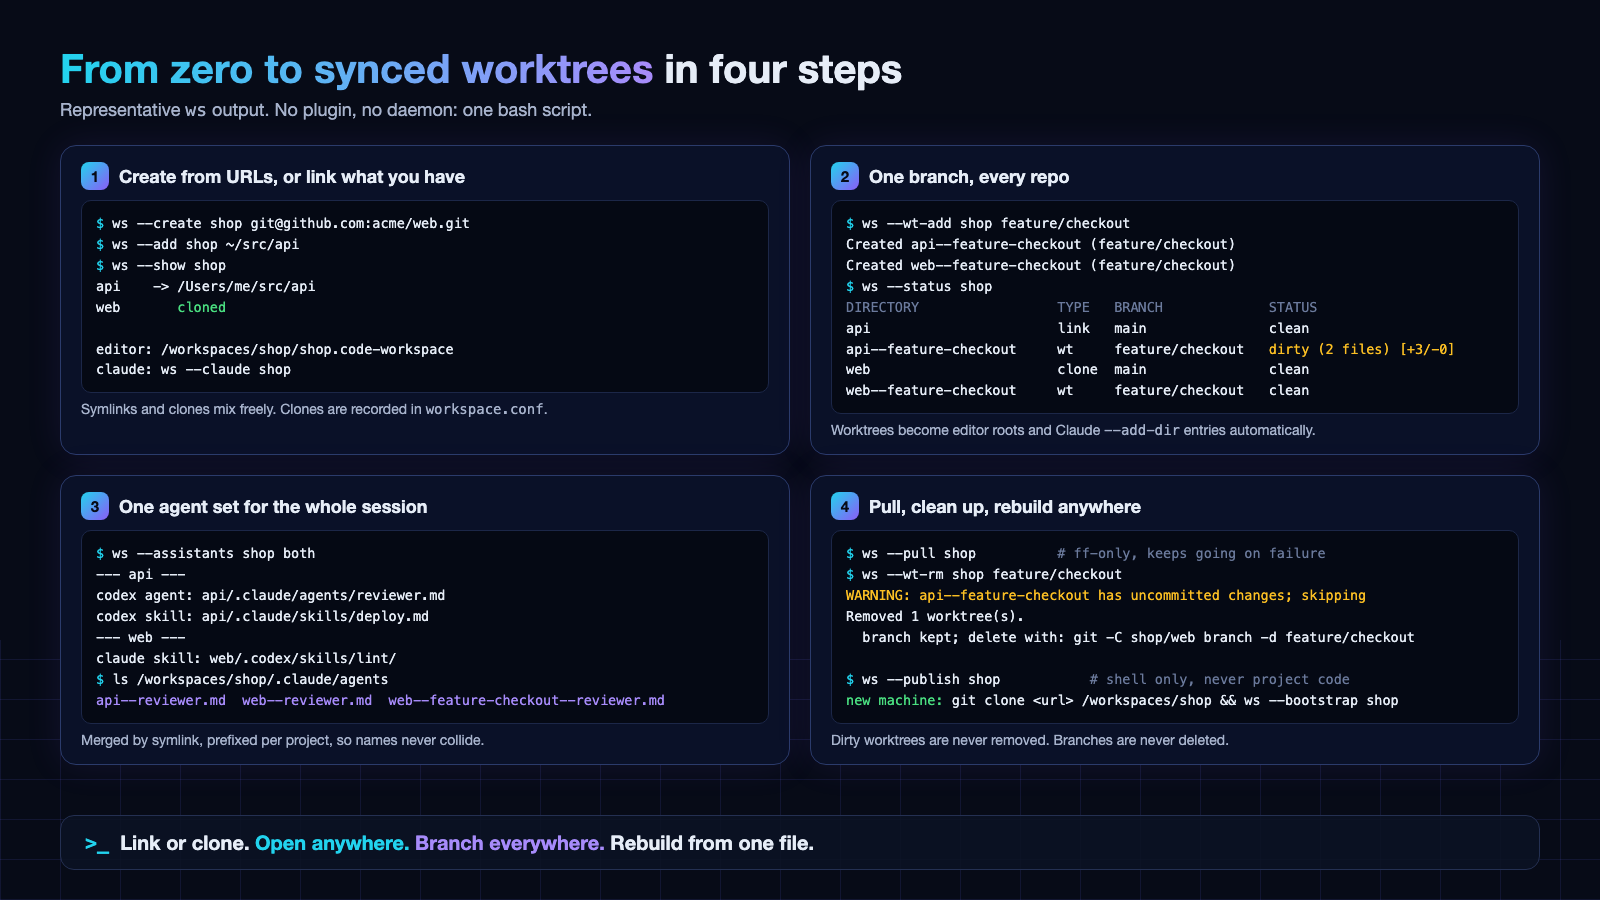 From zero to synced worktrees in four steps
Representative ws output. No plugin, no daemon: one bash script.
1 Create from URLs, or link what you have
$ ws --create shop git@github.com:acme/web.git
$ ws --add shop ~/src/api
$ ws --show shop
api    -> /Users/me/src/api
web       cloned
editor: /workspaces/shop/shop.code-workspace
claude: ws --claude shop
Symlinks and clones mix freely. Clones are recorded in workspace.conf.
2 One branch, every repo
$ ws --wt-add shop feature/checkout
Created api--feature-checkout (feature/checkout)
Created web--feature-checkout (feature/checkout)
$ ws --status shop
DIRECTORY                 TYPE   BRANCH             STATUS
api                       link   main               clean
api--feature-checkout     wt     feature/checkout   dirty (2 files) [+3/-0]
web                       clone  main               clean
web--feature-checkout     wt     feature/checkout   clean
Worktrees become editor roots and Claude --add-dir entries automatically.
3 One agent set for the whole session
$ ws --assistants shop both
--- api ---
codex agent: api/.claude/agents/reviewer.md
codex skill: api/.claude/skills/deploy.md
--- web ---
claude skill: web/.codex/skills/lint/
$ ls /workspaces/shop/.claude/agents
api--reviewer.md  web--reviewer.md  web--feature-checkout--reviewer.md
Merged by symlink, prefixed per project, so names never collide.
4 Pull, clean up, rebuild anywhere
$ ws --pull shop          # ff-only, keeps going on failure
$ ws --wt-rm shop feature/checkout
WARNING: api--feature-checkout has uncommitted changes; skipping
Removed 1 worktree(s).
  branch kept; delete with: git -C shop/web branch -d feature/checkout
$ ws --publish shop           # shell only, never project code
new machine: git clone <url> /workspaces/shop && ws --bootstrap shop
Dirty worktrees are never removed. Branches are never deleted.
>_ Link or clone. Open anywhere. Branch everywhere. Rebuild from one file.